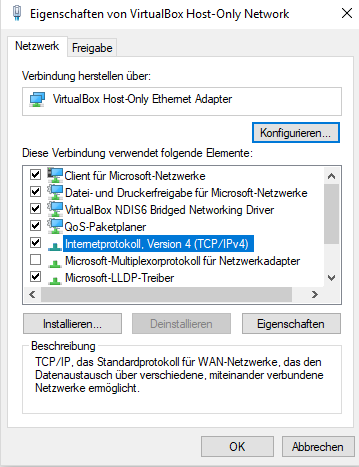 Eigenschaften von VirtualBox Host-Only Network
Netzwerk Freigabe
Verbindung herstellen über:
VirtualBox Host-Only Ethernet Adapter
Konfigurieren...
Diese Verbindung verwendet folgende Elemente:
Client für Microsoft-Netzwerke
Datei- und Druckerfreigabe für Microsoft-Netzwerke
VirtualBox NDIS6 Bridged Networking Driver
QoS-Paketplaner
Internetprotokoll, Version 4 (TCP/IPv4)
Microsoft-Multiplexorprotokoll für Netzwerkadapter
Microsoft-LLDP-Treiber
Installieren... Deinstallieren Eigenschaften
Beschreibung
TCP/IP, das Standardprotokoll für WAN-Netzwerke, das den
Datenaustausch über verschiedene, miteinander verbundene
Netzwerke ermöglicht.
OK Abbrechen